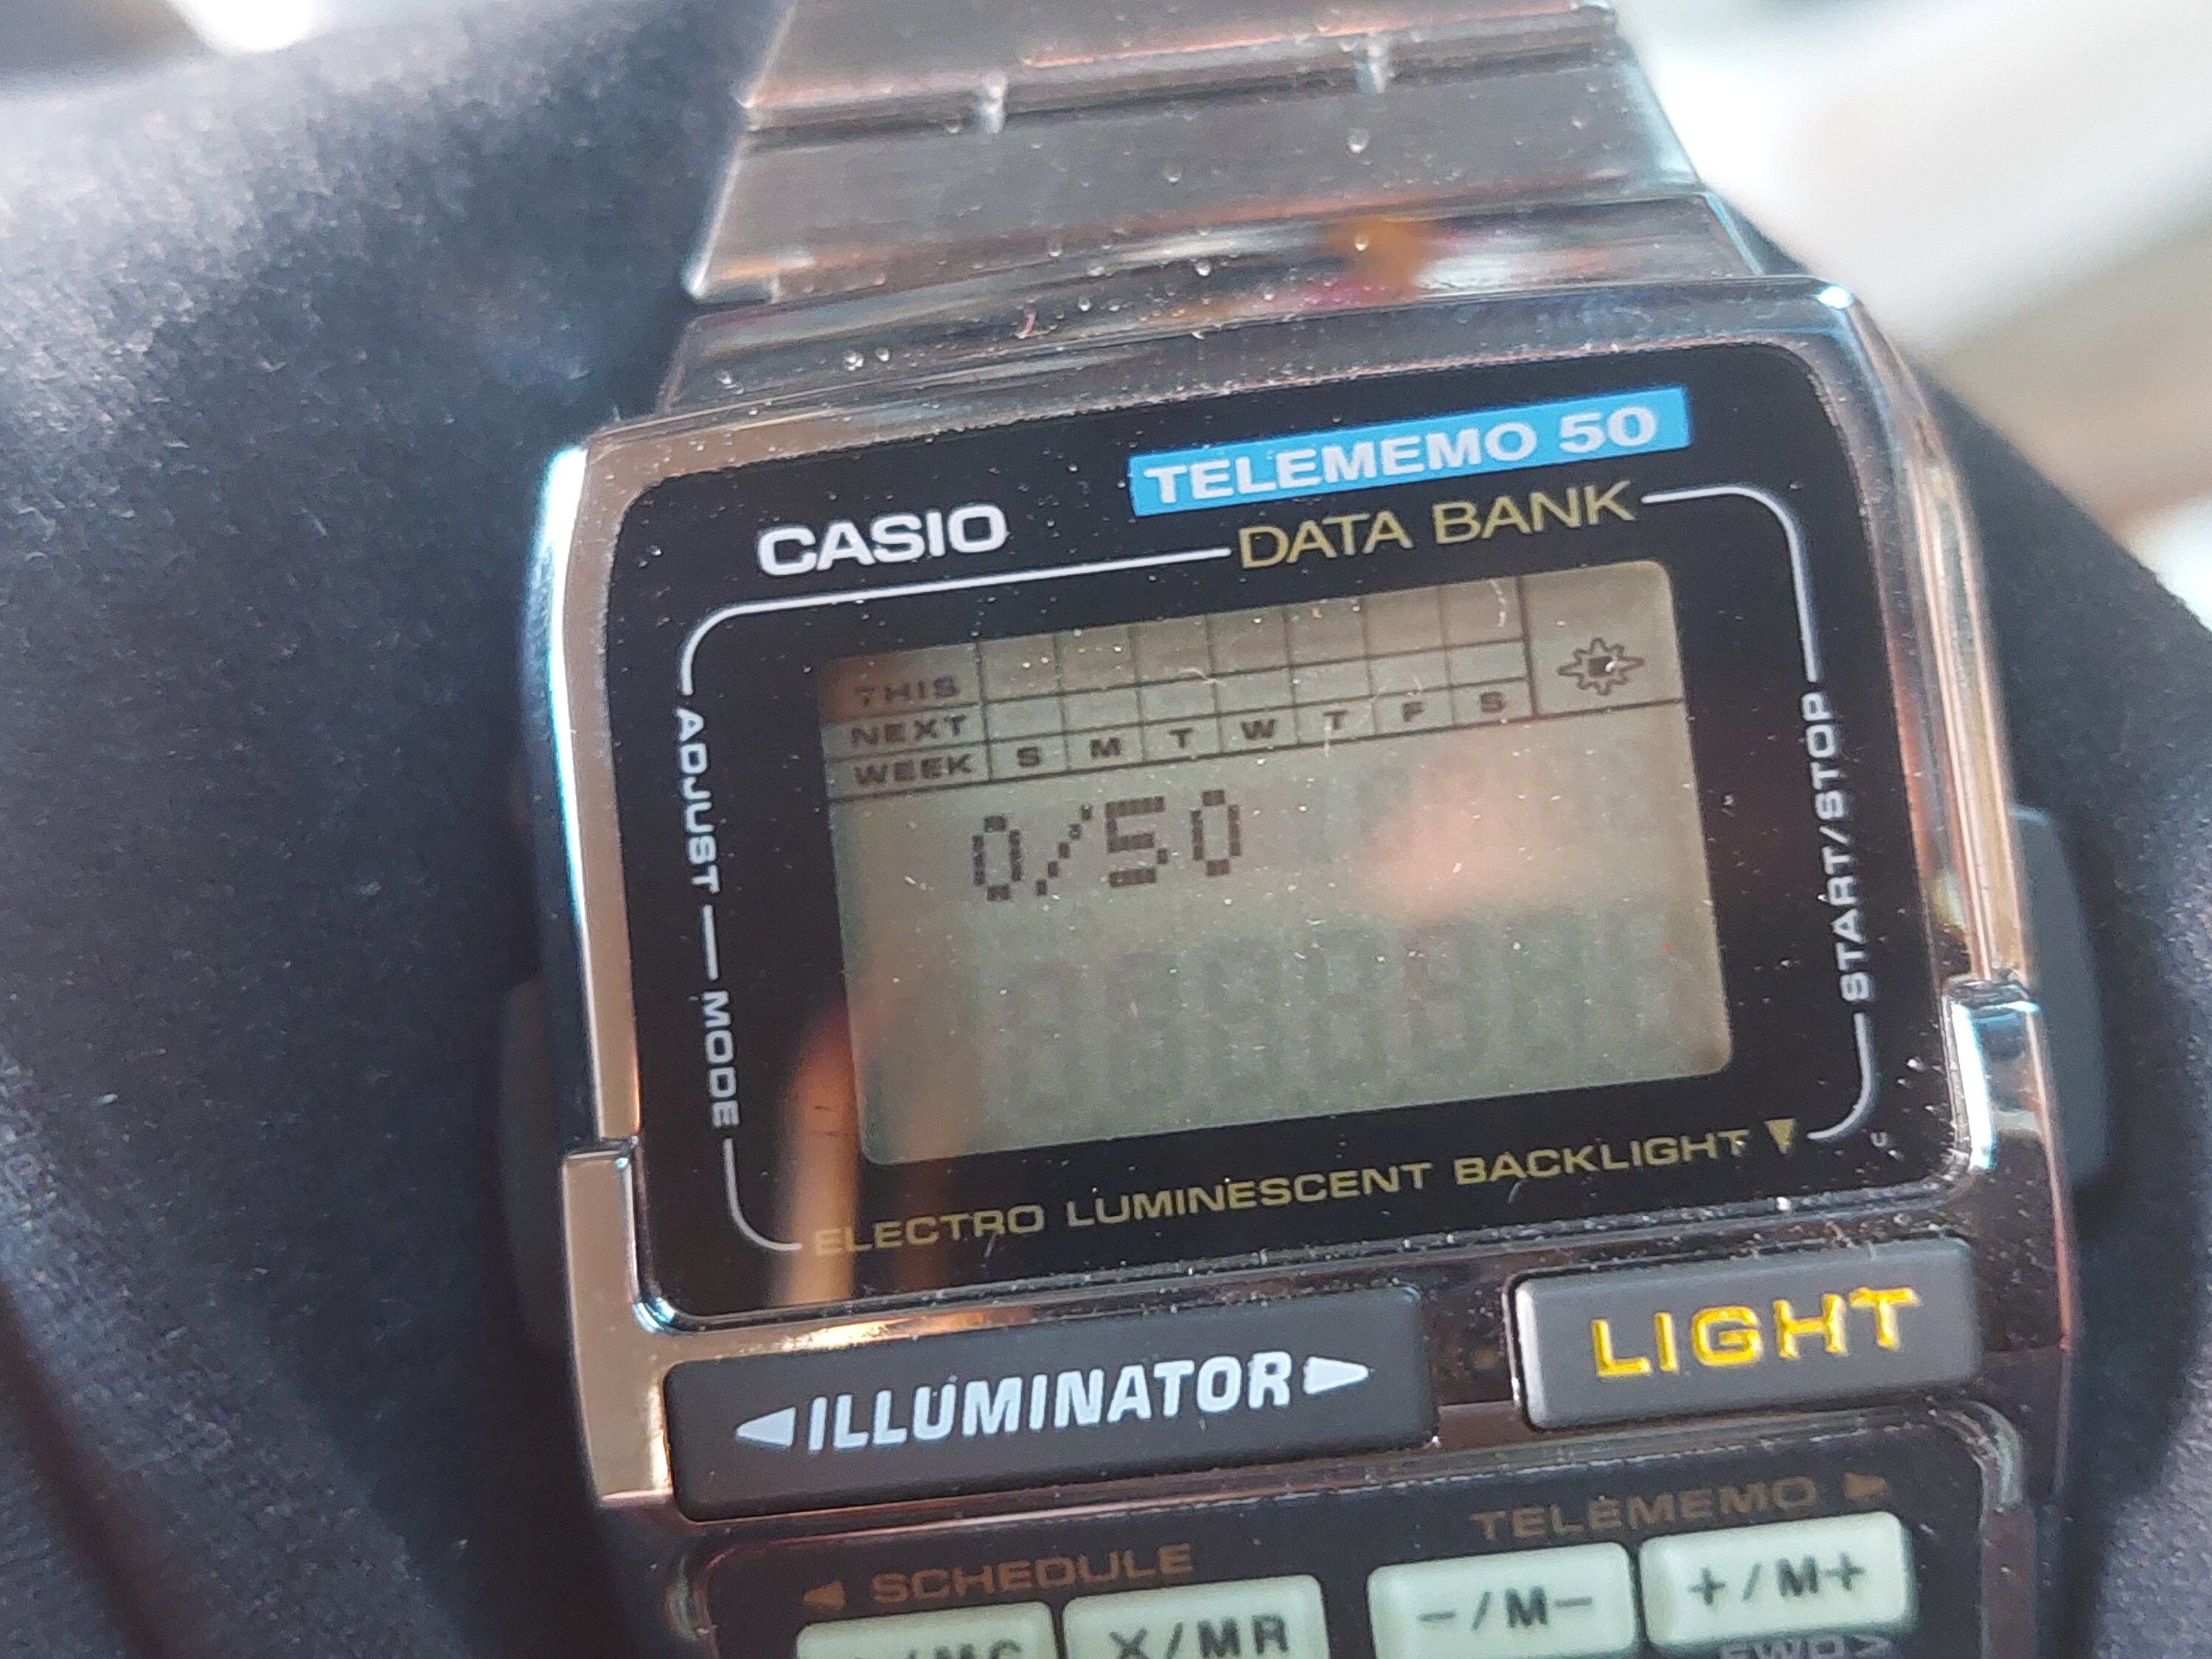 TELEMEMO 50
CASIO
DATA BANK
THIS
NEXT
WEEK S M T W T F S
0/50
ADJUST
MODE
START/STOP
ELECTRO LUMINESCENT BACKLIGHT
U
ILLUMINATOR
LIGHT
TELEMEMO
SCHEDULE
×/MR
−/M−
+/M+